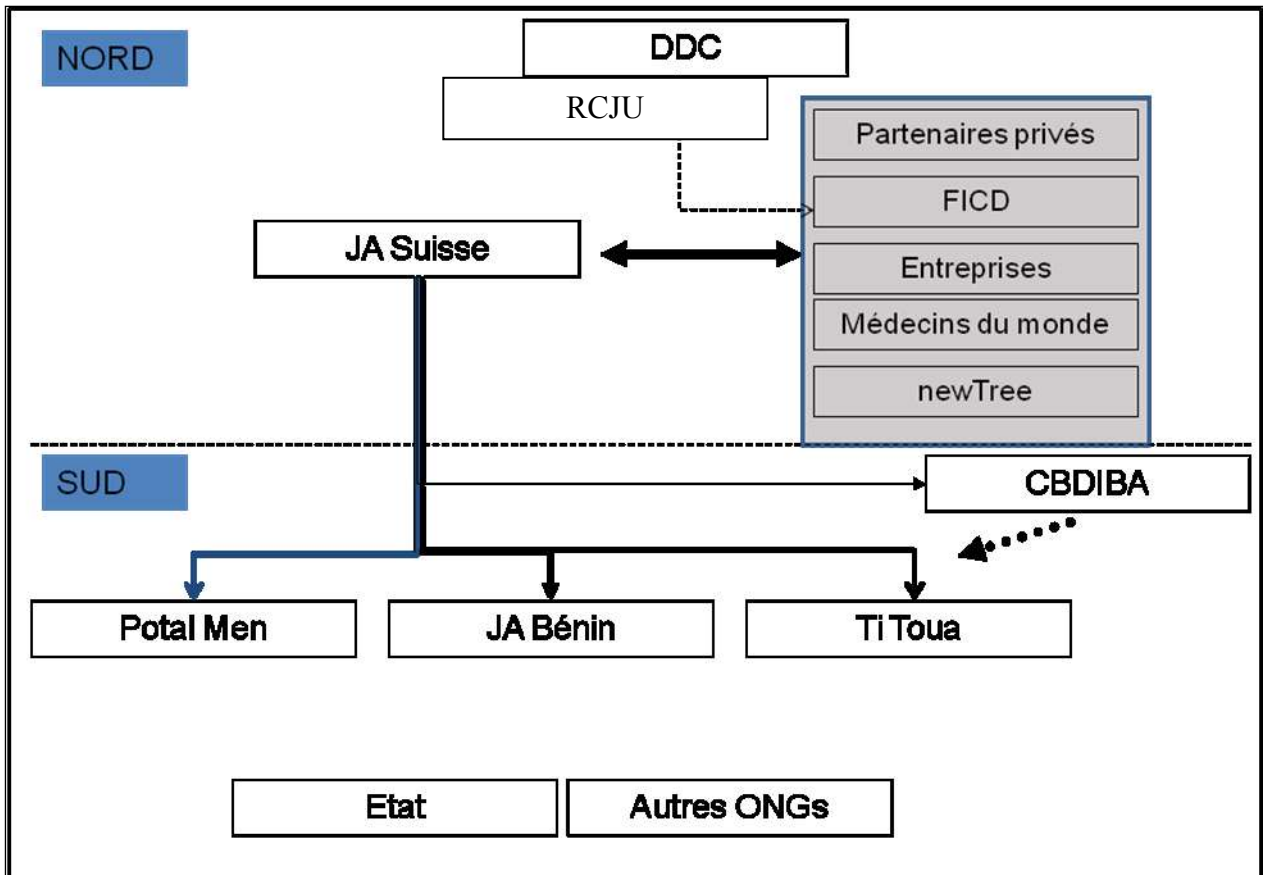 NORD
DDC
RCJU
Partenaires privés
FICD
JA Suisse
Entreprises
Médecins du monde
newTree
SUD
CBDIBA
Potal Men
JA Bénin
Ti Toua
Etat
Autres ONGs